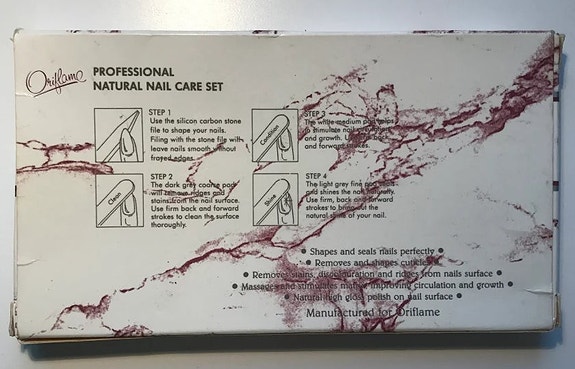 Oriflame
PROFESSIONAL
NATURAL NAIL CARE SET
STEP 1
Use the silicon carbon stone
file to shape your nails.
Filling with the stone file will
leave nails smooth without
frayed edges.
Clean
STEP 2
The dark grey coarse pad
will remove ridges and
stains from the nail surface.
Use firm back and forward
strokes to clean the surface
thoroughly.
Condition
STEP 3
The white medium pad helps
to stimulate nail
and growth. Use
and forward strokes.
Shine
STEP 4
The light grey fine pad
and shines the nail naturally.
Use firm, back and forward
strokes to bring out the
natural shine of your nail.
• Shapes and seals nails perfectly •
• Removes and shapes cuticles •
• Removes stains, discolouration and ridges from nails surface •
• Massages and stimulates improving circulation and growth •
• Natural high gloss polish on nail surface •
Manufactured for Oriflame